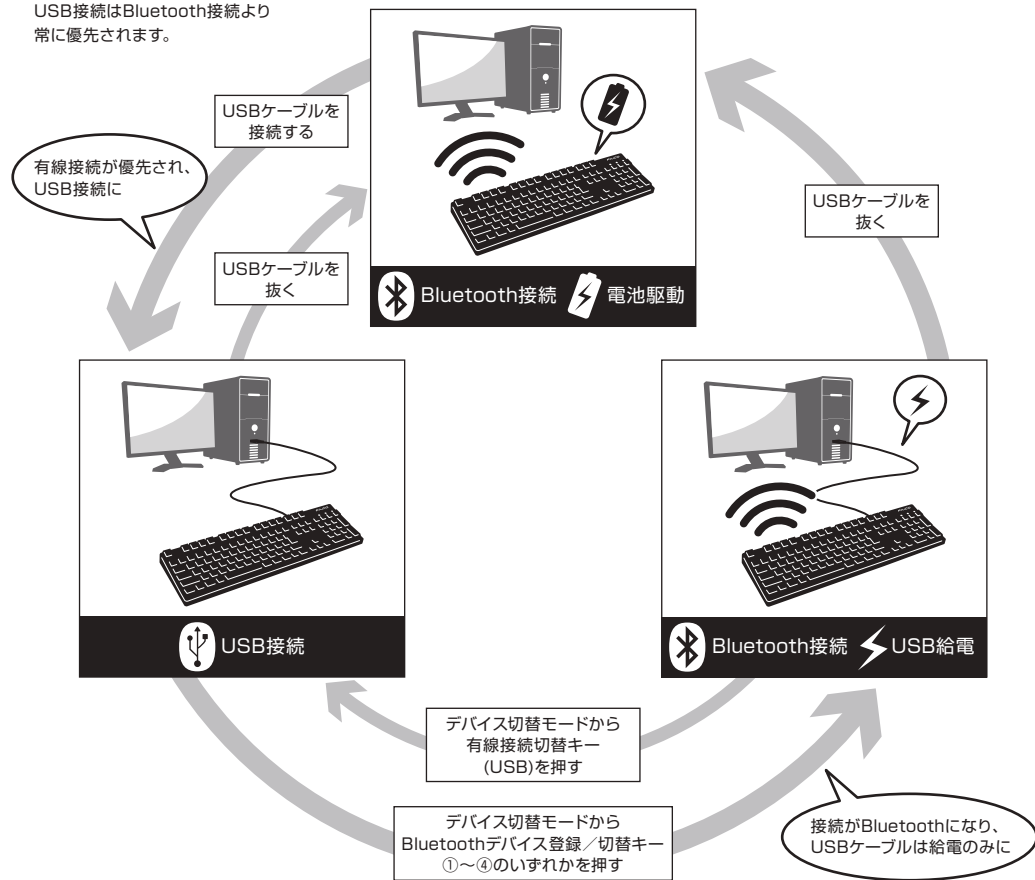 USB接続はBluetooth接続より
常に優先されます。
USBケーブルを
接続する
有線接続が優先され、
USB接続に
USBケーブルを
抜く
USBケーブルを
抜く
Bluetooth接続 電池駆動
USB接続
Bluetooth接続 USB給電
デバイス切替モードから
有線接続切替キー
(USB)を押す
デバイス切替モードから
Bluetoothデバイス登録／切替キー
①～④のいずれかを押す
接続がBluetoothになり、
USBケーブルは給電のみに